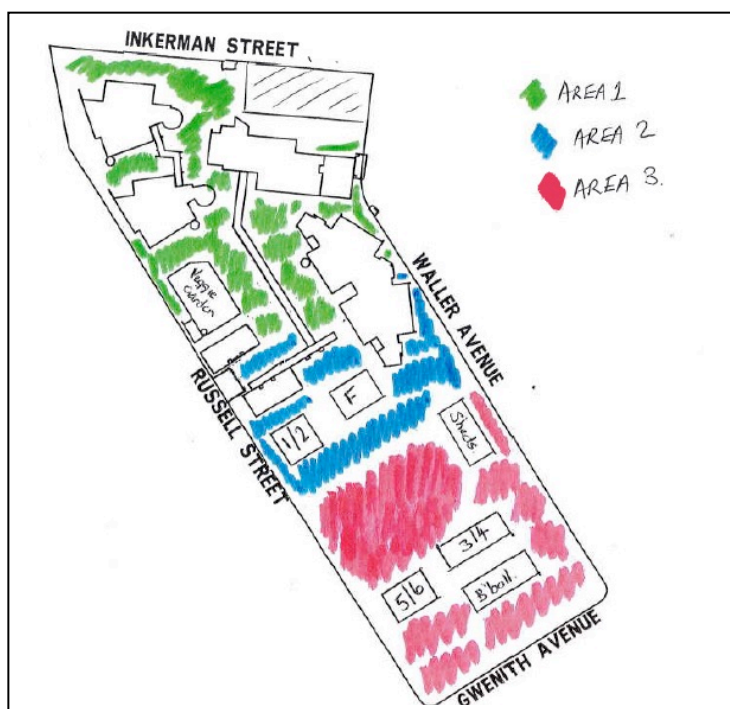 INKERMAN STREET
AREA 1
AREA 2
AREA 3.
Veggie
Garden
WALLER AVENUE
RUSSELL STREET
F
1/2
Sheds.
3/4
5/6
B'ball.
GWENITH AVENUE